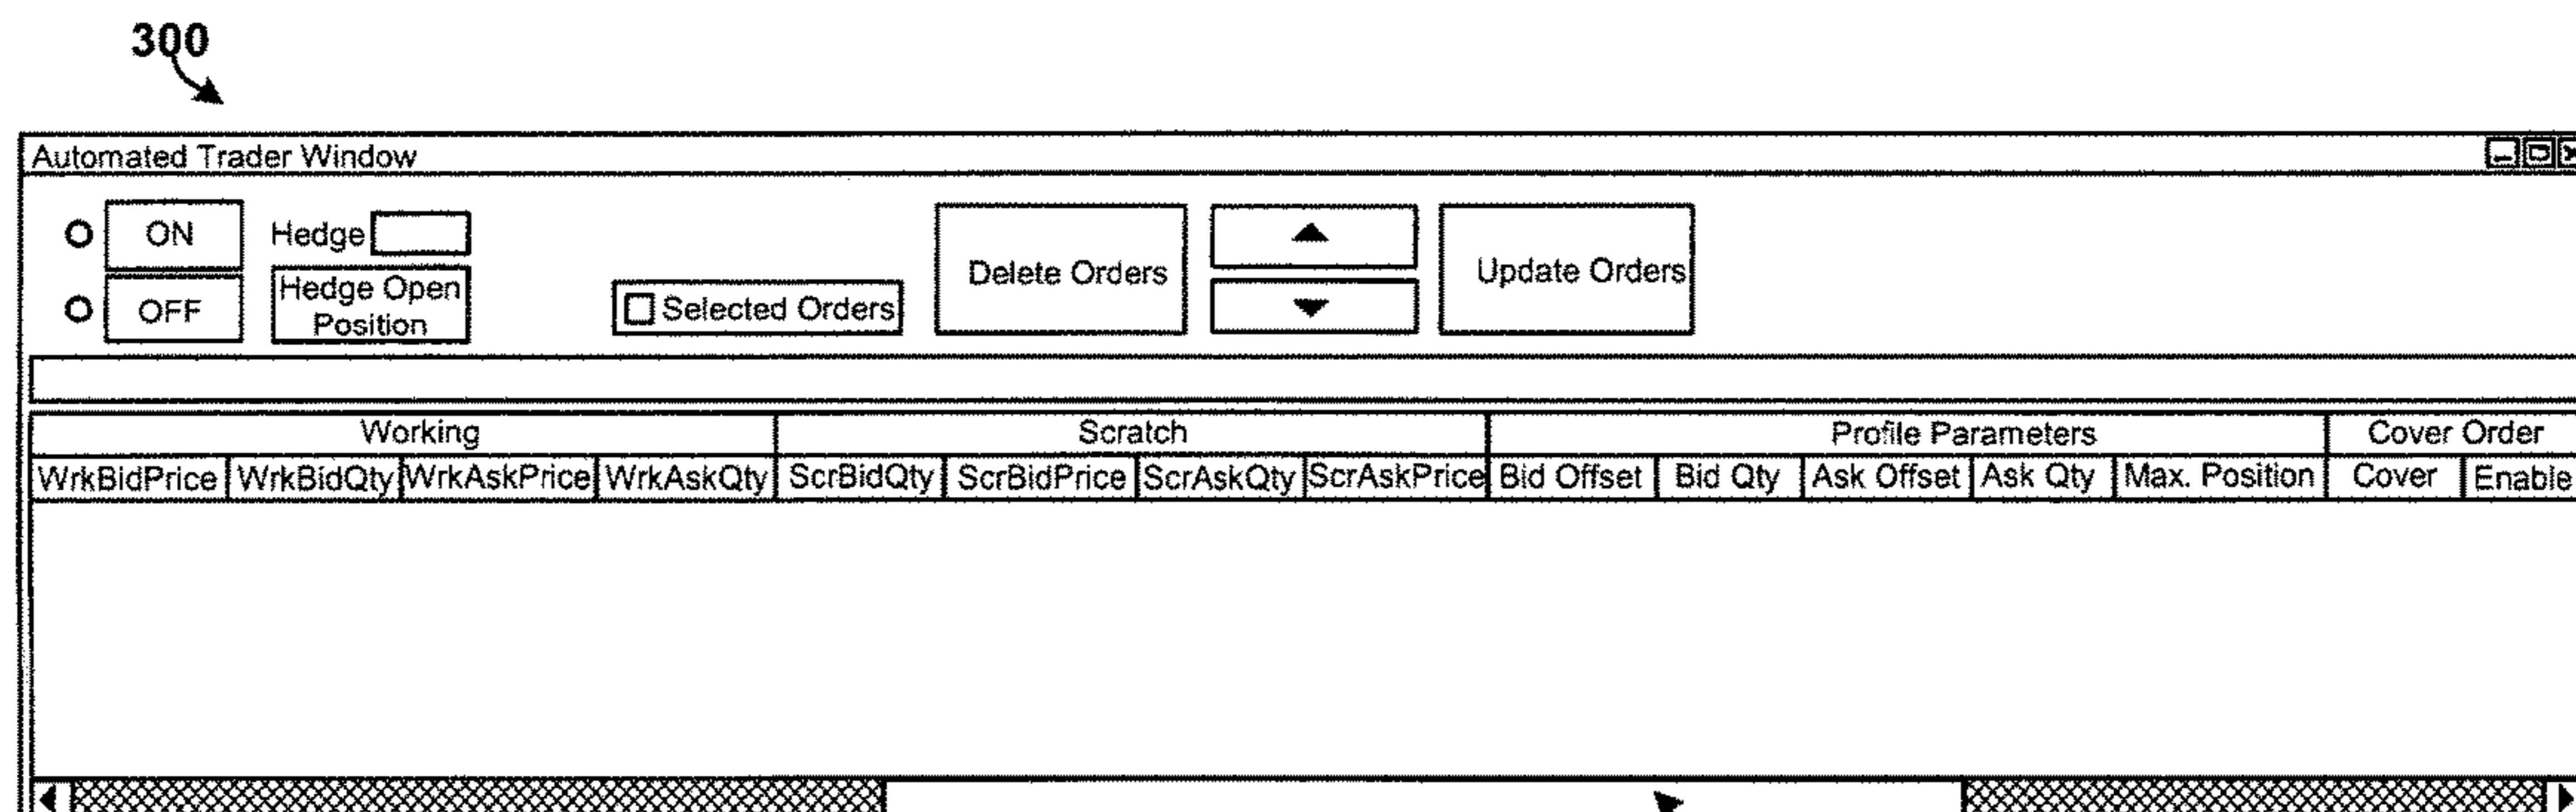 300
Automated Trader Window
ON Hedge
OFF Hedge Open Position
Selected Orders
Delete Orders
Update Orders
Working Scratch Profile Parameters Cover Order
WrkBidPrice WrkBidQty WrkAskPrice WrkAskQty ScrBidQty ScrBidPrice ScrAskQty ScrAskPrice Bid Offset Bid Qty Ask Offset Ask Qty Max. Position Cover Enable